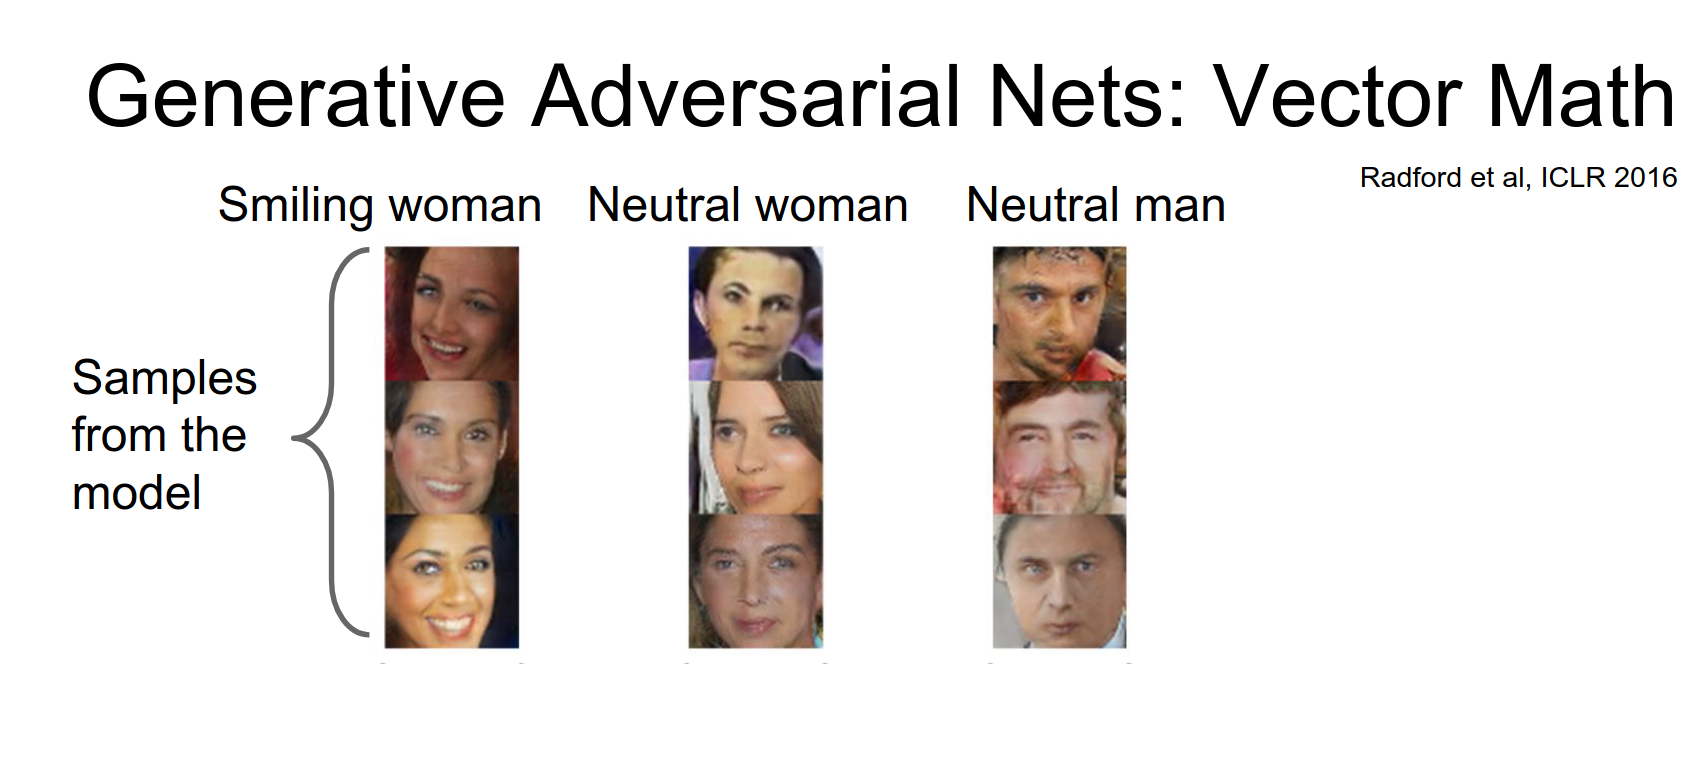 Generative Adversarial Nets: Vector Math
Radford et al, ICLR 2016
Smiling woman
Neutral woman
Neutral man
Samples
from the
model